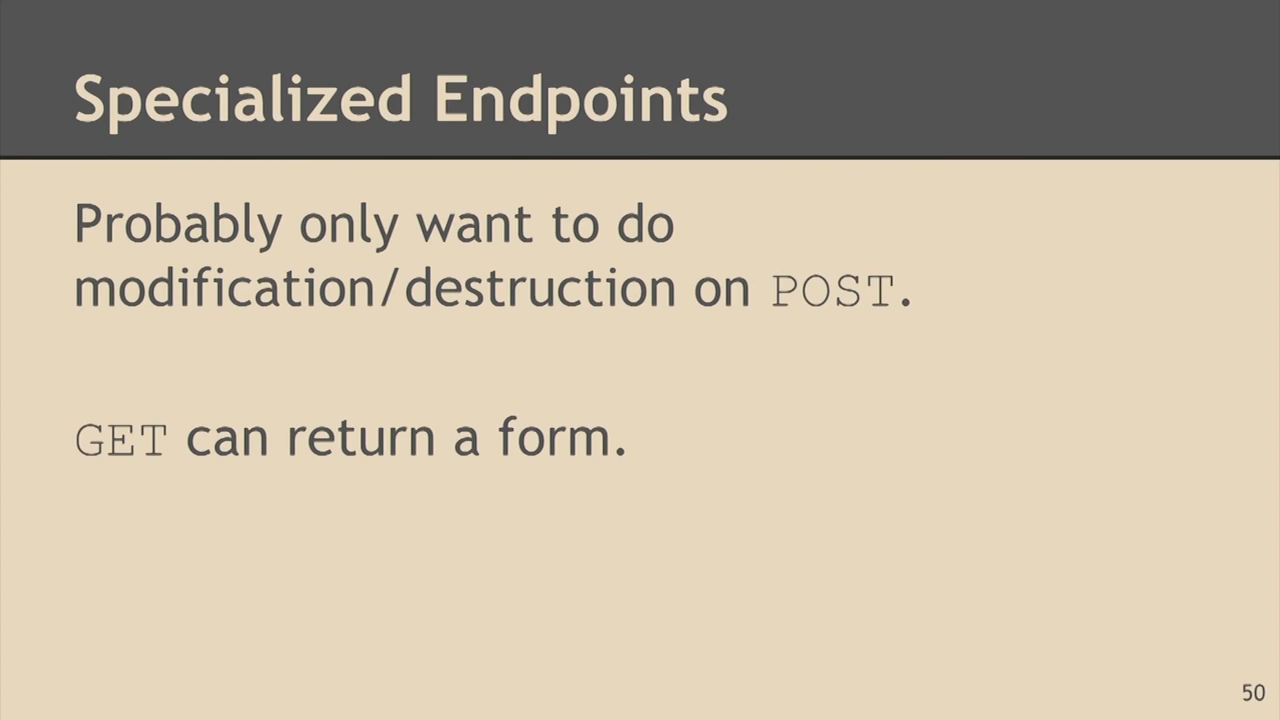 Specialized Endpoints
Probably only want to do
modification/destruction on POST.
GET can return a form.
50